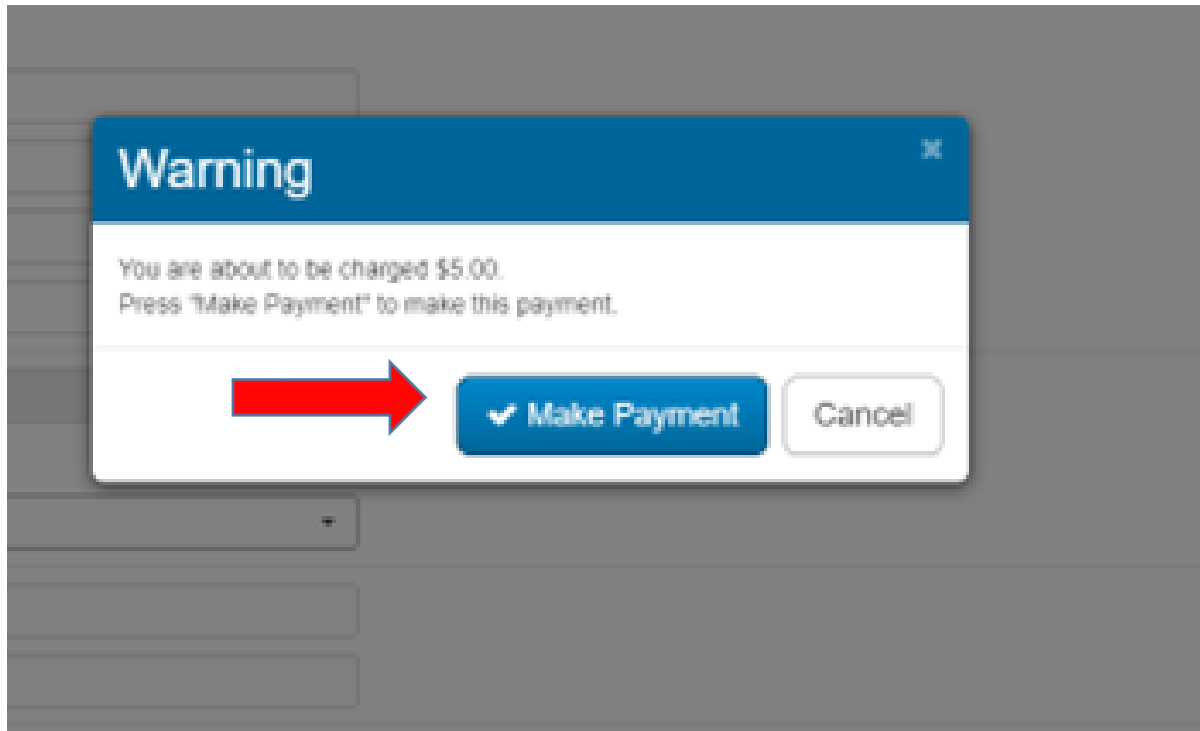 Warning
You are about to be charged $5.00.
Press "Make Payment" to make this payment.
Make Payment
Cancel